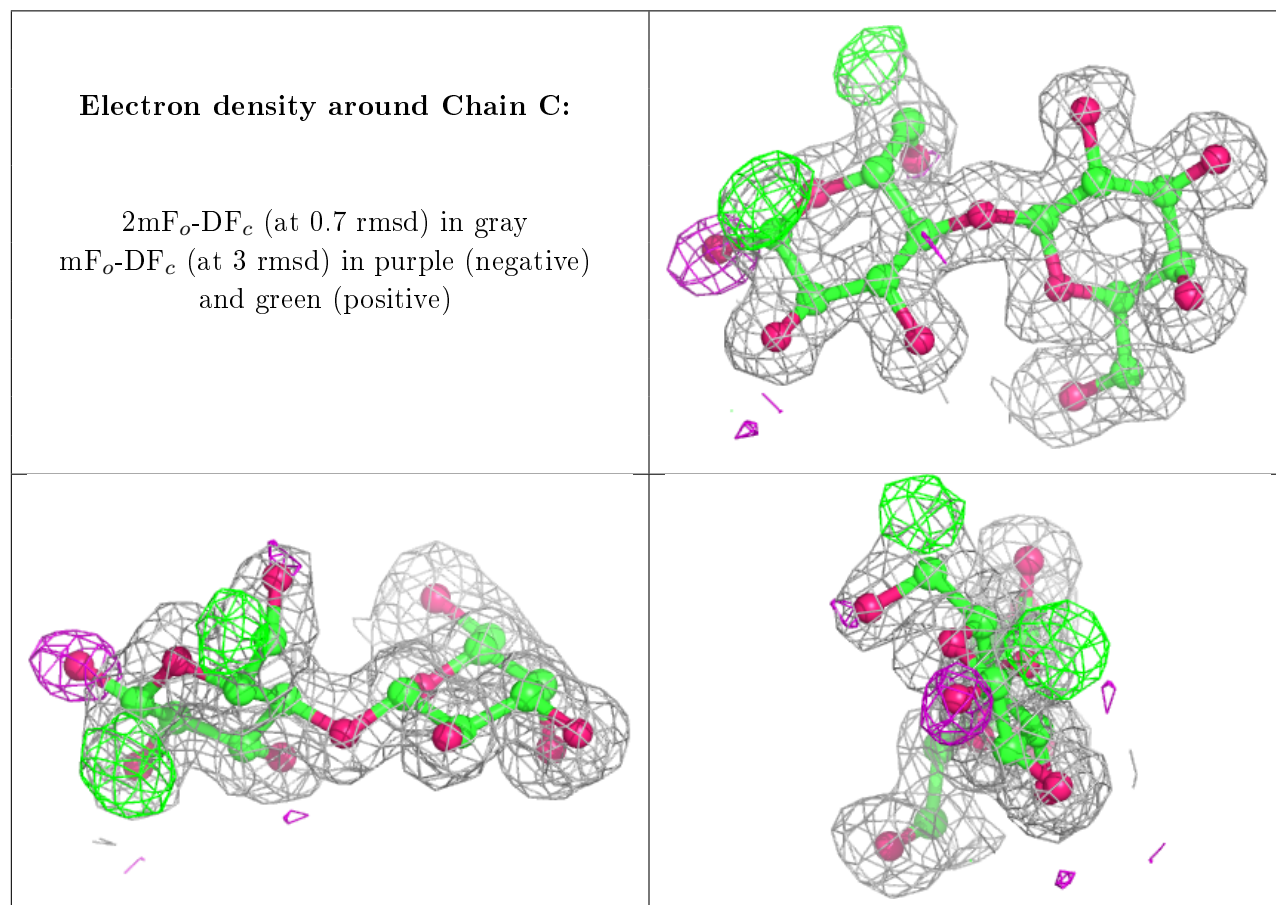 Electron density around Chain C:
2mFo-DFc (at 0.7 rmsd) in gray
mFo-DFc (at 3 rmsd) in purple (negative)
and green (positive)